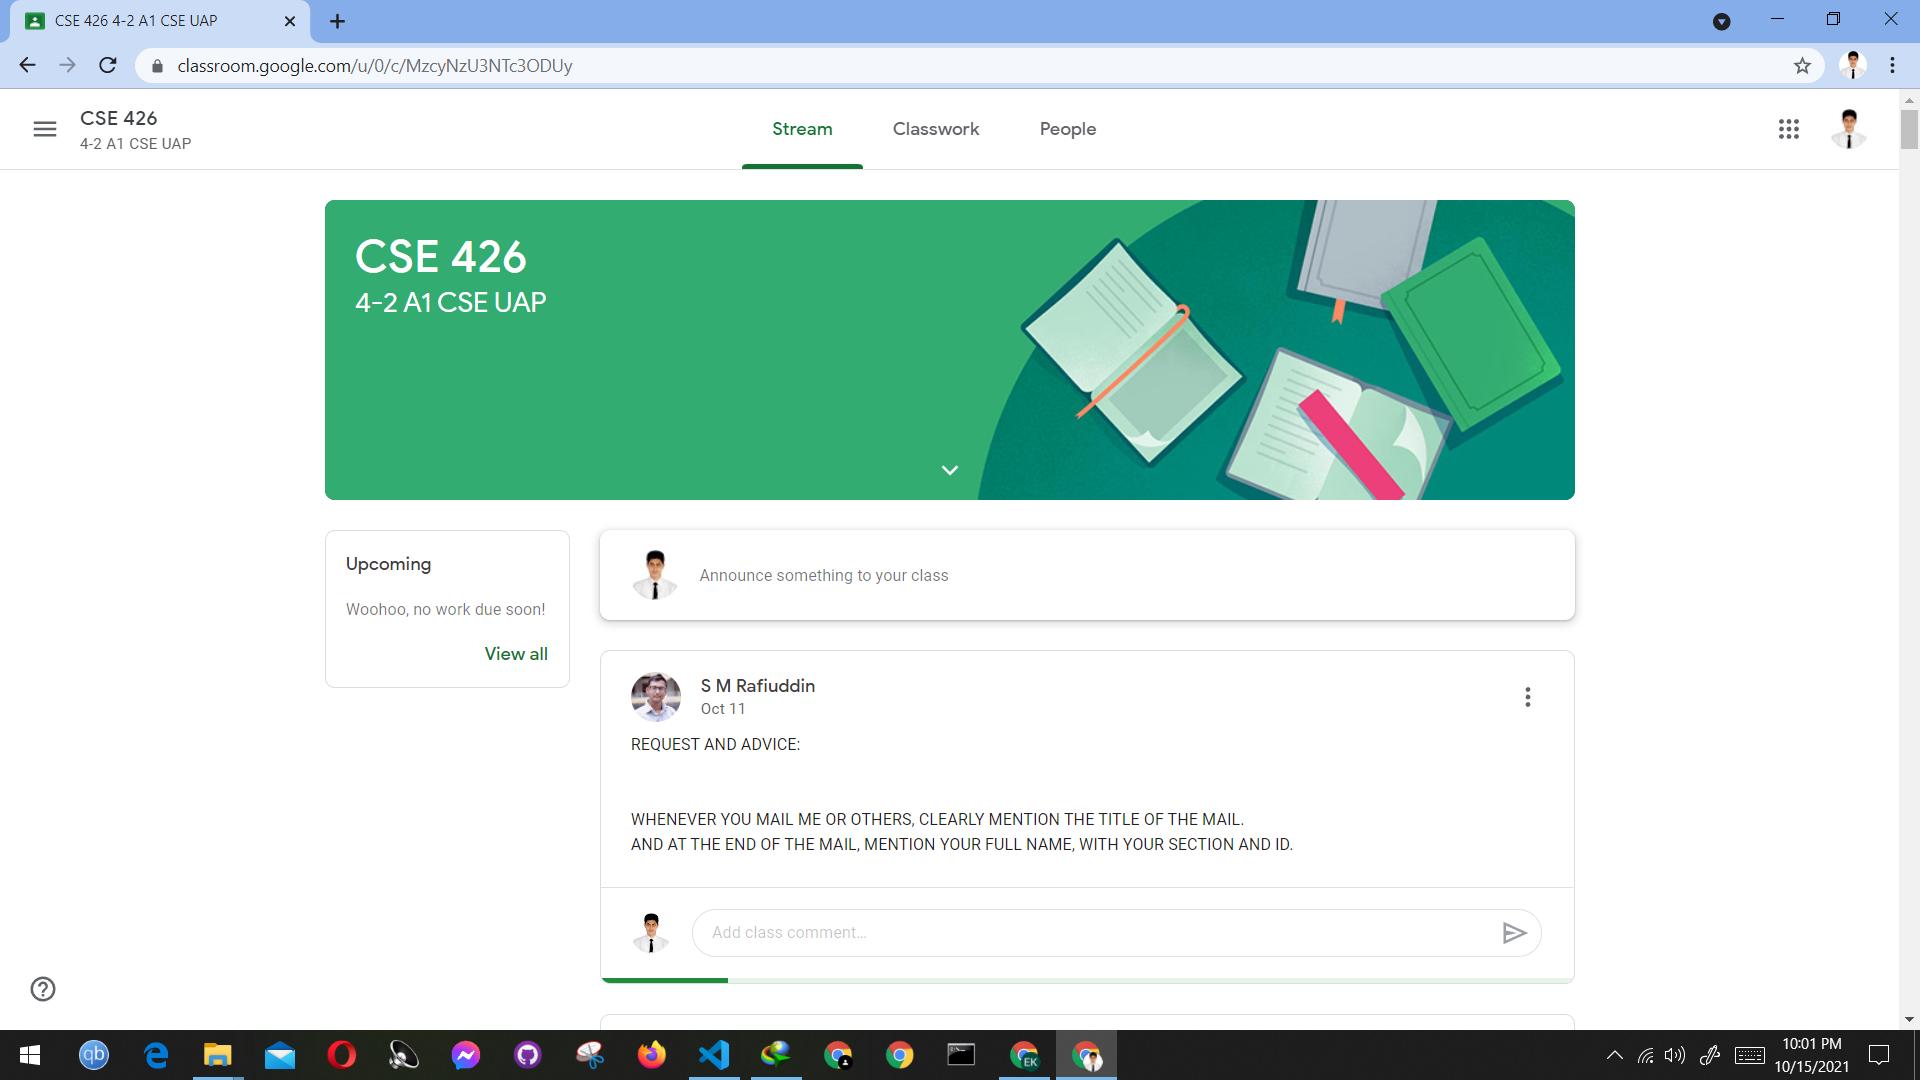 CSE 426 4-2 A1 CSE UAP
classroom.google.com/u/0/c/MzcyNzU3NTc3ODUy
CSE 426
4-2 A1 CSE UAP
Stream
Classwork
People
CSE 426
4-2 A1 CSE UAP
Upcoming
Woohoo, no work due soon!
View all
Announce something to your class
S M Rafiuddin
Oct 11
REQUEST AND ADVICE:
WHENEVER YOU MAIL ME OR OTHERS, CLEARLY MENTION THE TITLE OF THE MAIL.
AND AT THE END OF THE MAIL, MENTION YOUR FULL NAME, WITH YOUR SECTION AND ID.
Add class comment...
qb
EK
10:01 PM
10/15/2021